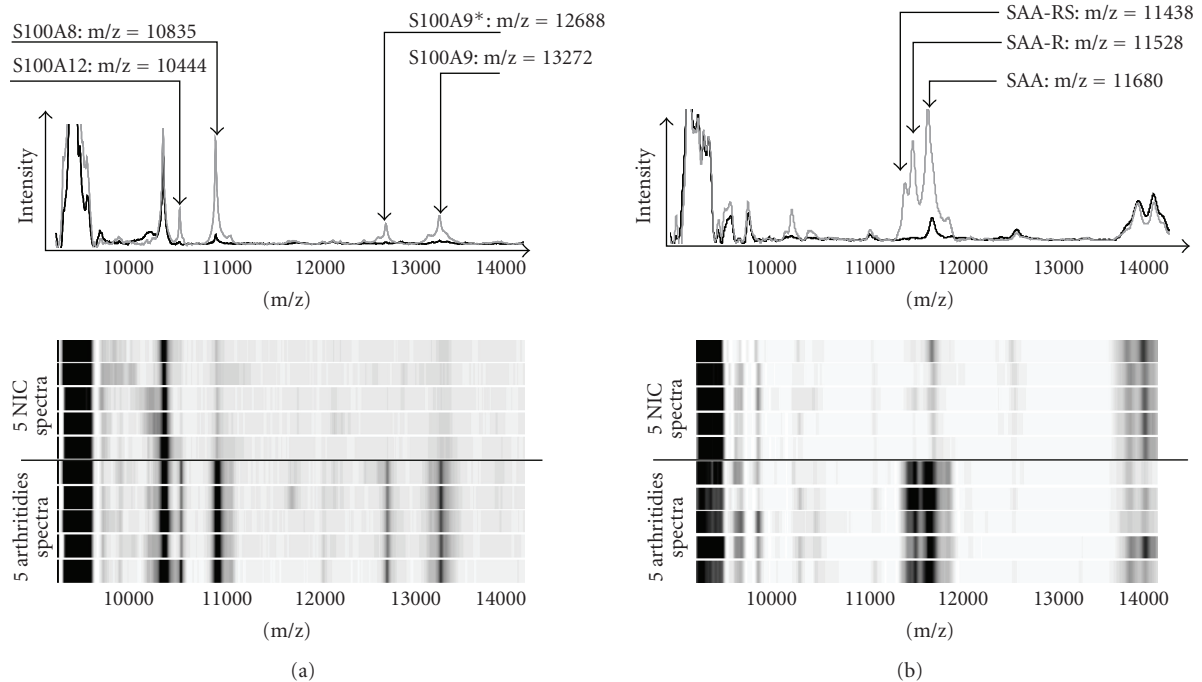 S100A8: m/z = 10835
S100A12: m/z = 10444
S100A9*: m/z = 12688
S100A9: m/z = 13272
Intensity
10000 11000 12000 13000 14000
(m/z)
5 NIC
spectra
5 arthritidies
spectra
10000 11000 12000 13000 14000
(m/z)
(a)
SAA-RS: m/z = 11438
SAA-R: m/z = 11528
SAA: m/z = 11680
Intensity
10000 11000 12000 13000 14000
(m/z)
5 NIC
spectra
5 arthritidies
spectra
10000 11000 12000 13000 14000
(m/z)
(b)